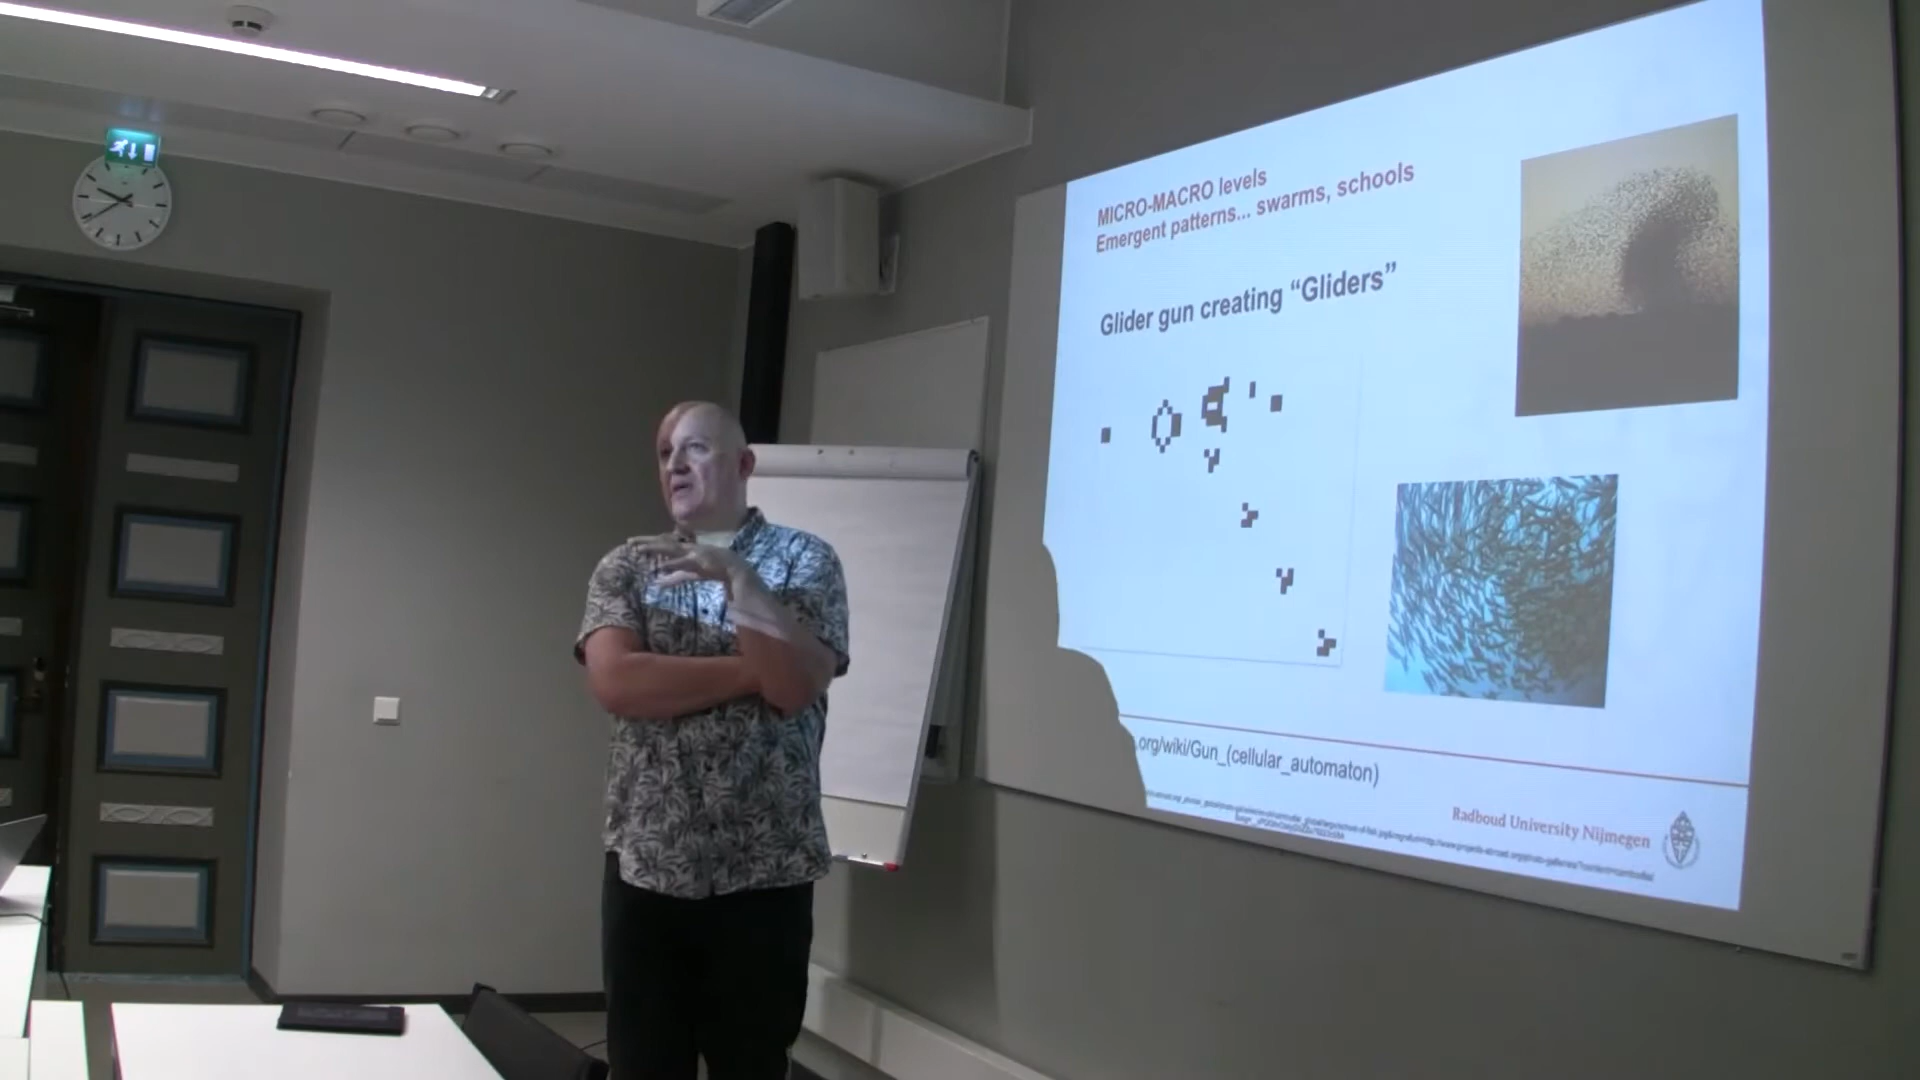 MICRO-MACRO levels
Emergent patterns... swarms, schools
Glider gun creating “Gliders”
.org/wiki/Gun_(cellular_automaton)
Radboud University Nijmegen